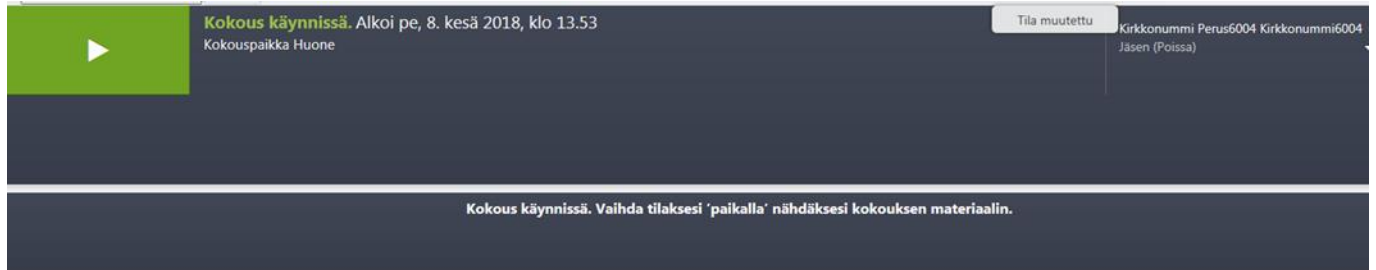 Kokous käynnissä. Alkoi pe, 8. kesä 2018, klo 13.53
Kokouspaikka Huone
Tila muutettu
Kirkkonummi Perus6004 Kirkkonummi6004
Jäsen (Poissa)
Kokous käynnissä. Vaihda tilaksesi ‘paikalla’ nähdäksesi kokouksen materiaalin.